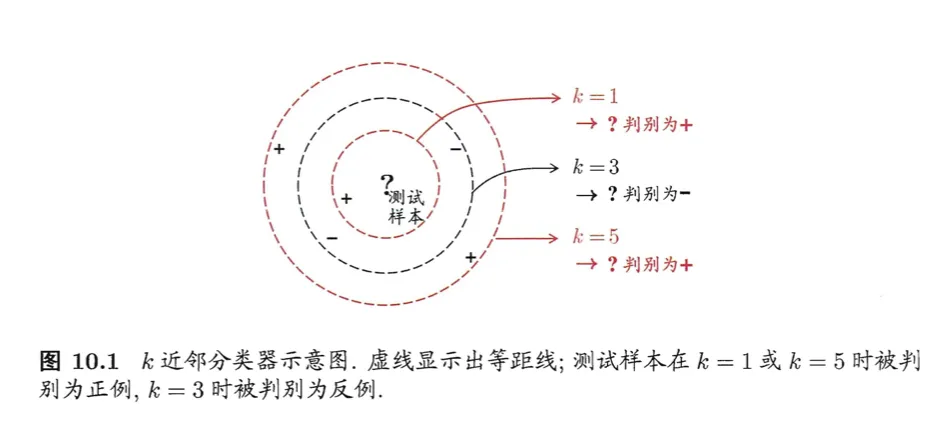 k = 1
→ ? 判别为+
+
−
k = 3
?
测试
+
→ ? 判别为−
样本
−
k = 5
+
→ ? 判别为+
图 10.1 k 近邻分类器示意图. 虚线显示出等距线; 测试样本在 k = 1 或 k = 5 时被判
别为正例, k = 3 时被判别为反例.